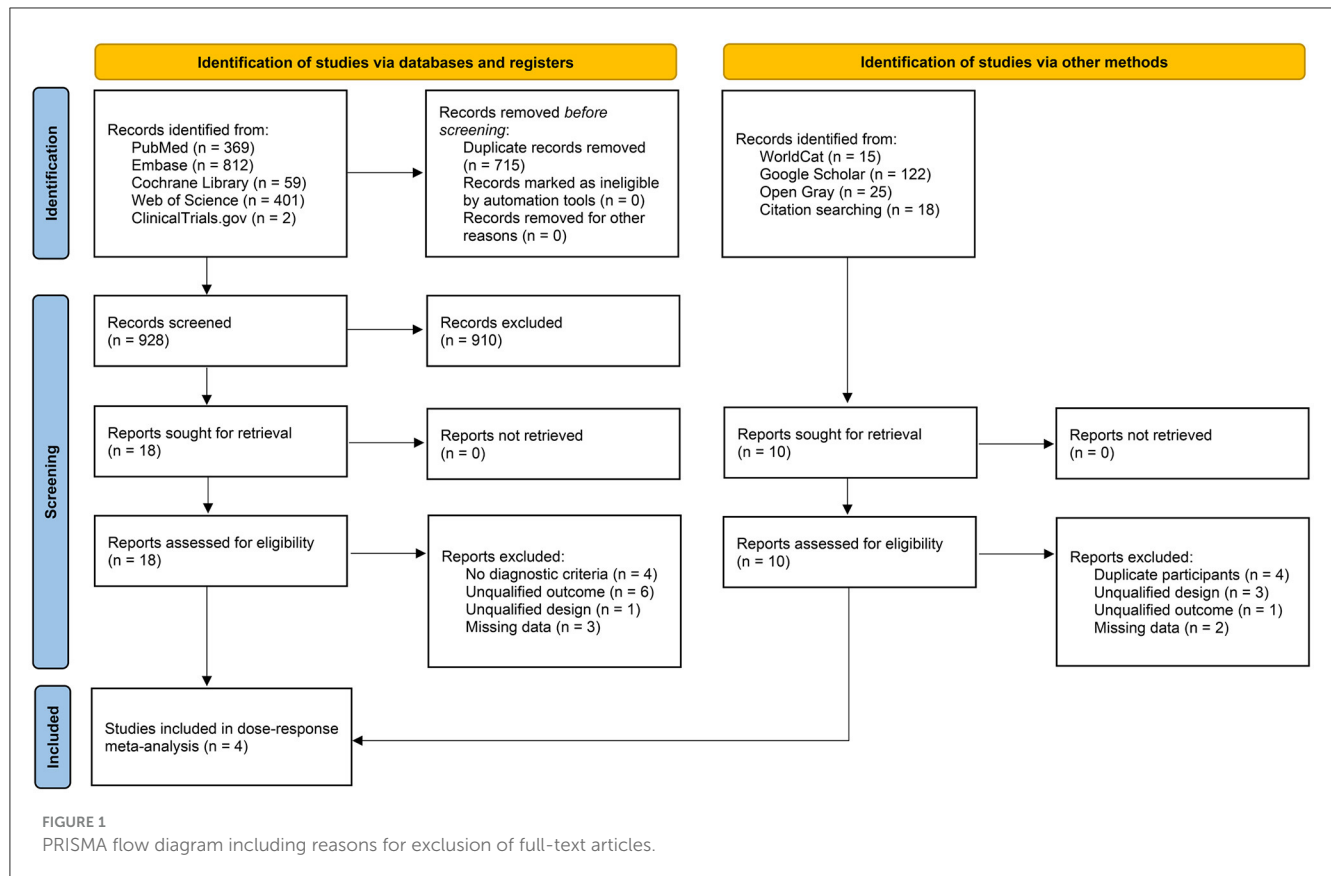 Identification of studies via databases and registers
Identification of studies via other methods
Identification
Records identified from:
PubMed (n = 369)
Embase (n = 812)
Cochrane Library (n = 59)
Web of Science (n = 401)
ClinicalTrials.gov (n = 2)
Records removed before
screening:
Duplicate records removed
(n = 715)
Records marked as ineligible
by automation tools (n = 0)
Records removed for other
reasons (n = 0)
Records identified from:
WorldCat (n = 15)
Google Scholar (n = 122)
Open Gray (n = 25)
Citation searching (n = 18)
Screening
Records screened
(n = 928)
Records excluded
(n = 910)
Reports sought for retrieval
(n = 18)
Reports not retrieved
(n = 0)
Reports sought for retrieval
(n = 10)
Reports not retrieved
(n = 0)
Reports assessed for eligibility
(n = 18)
Reports excluded:
No diagnostic criteria (n = 4)
Unqualified outcome (n = 6)
Unqualified design (n = 1)
Missing data (n = 3)
Reports assessed for eligibility
(n = 10)
Reports excluded:
Duplicate participants (n = 4)
Unqualified design (n = 3)
Unqualified outcome (n = 1)
Missing data (n = 2)
Included
Studies included in dose-response
meta-analysis (n = 4)
FIGURE 1
PRISMA flow diagram including reasons for exclusion of full-text articles.